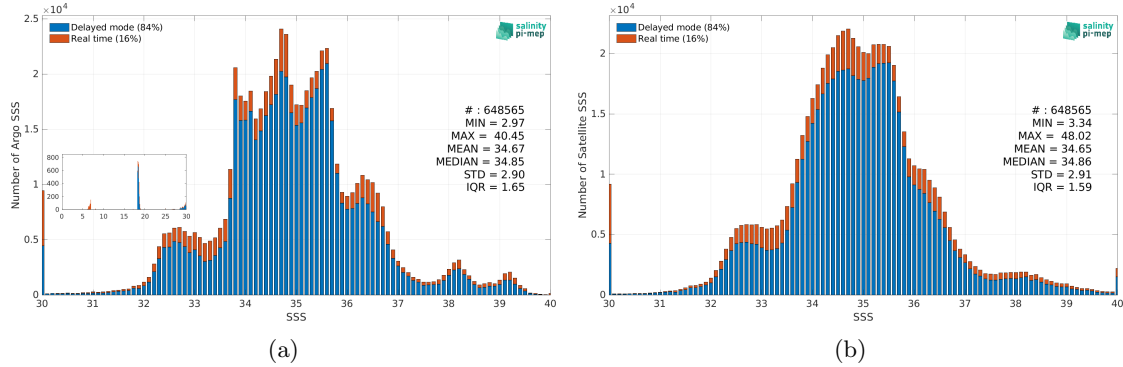 ×10⁴
Delayed mode (84%)
Real time (16%)
salinity
pi-mep
# : 648565
MIN = 2.97
MAX = 40.45
MEAN = 34.67
MEDIAN = 34.85
STD = 2.90
IQR = 1.65
Number of Argo SSS
2.5
2
1.5
1
0.5
0
800
600
400
200
0
0 5 10 15 20 25 30
30 31 32 33 34 35 36 37 38 39 40
SSS
(a)
×10⁴
Delayed mode (84%)
Real time (16%)
salinity
pi-mep
# : 648565
MIN = 3.34
MAX = 48.02
MEAN = 34.65
MEDIAN = 34.86
STD = 2.91
IQR = 1.59
Number of Satellite SSS
2
1.5
1
0.5
0
30 31 32 33 34 35 36 37 38 39 40
SSS
(b)